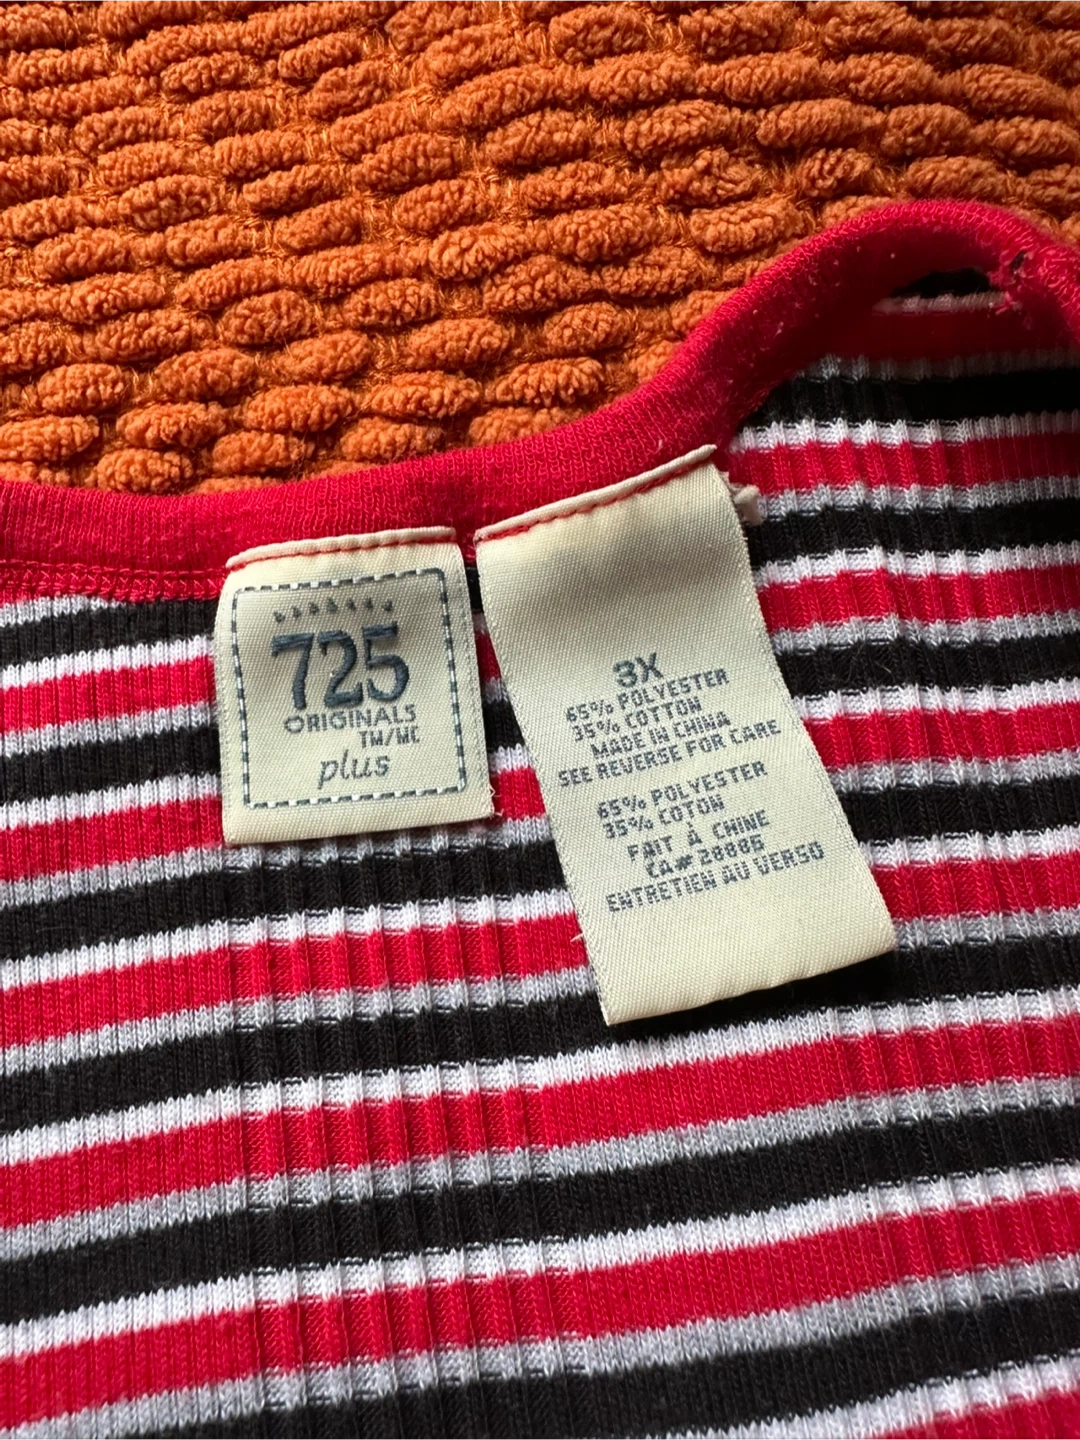 725
ORIGINALS
TM/MC
plus
3X
65% POLYESTER
35% COTTON
MADE IN CHINA
SEE REVERSE FOR CARE
65% POLYESTER
35% COTON
FAIT À CHINE
CA# 28886
ENTRETIEN AU VERSO